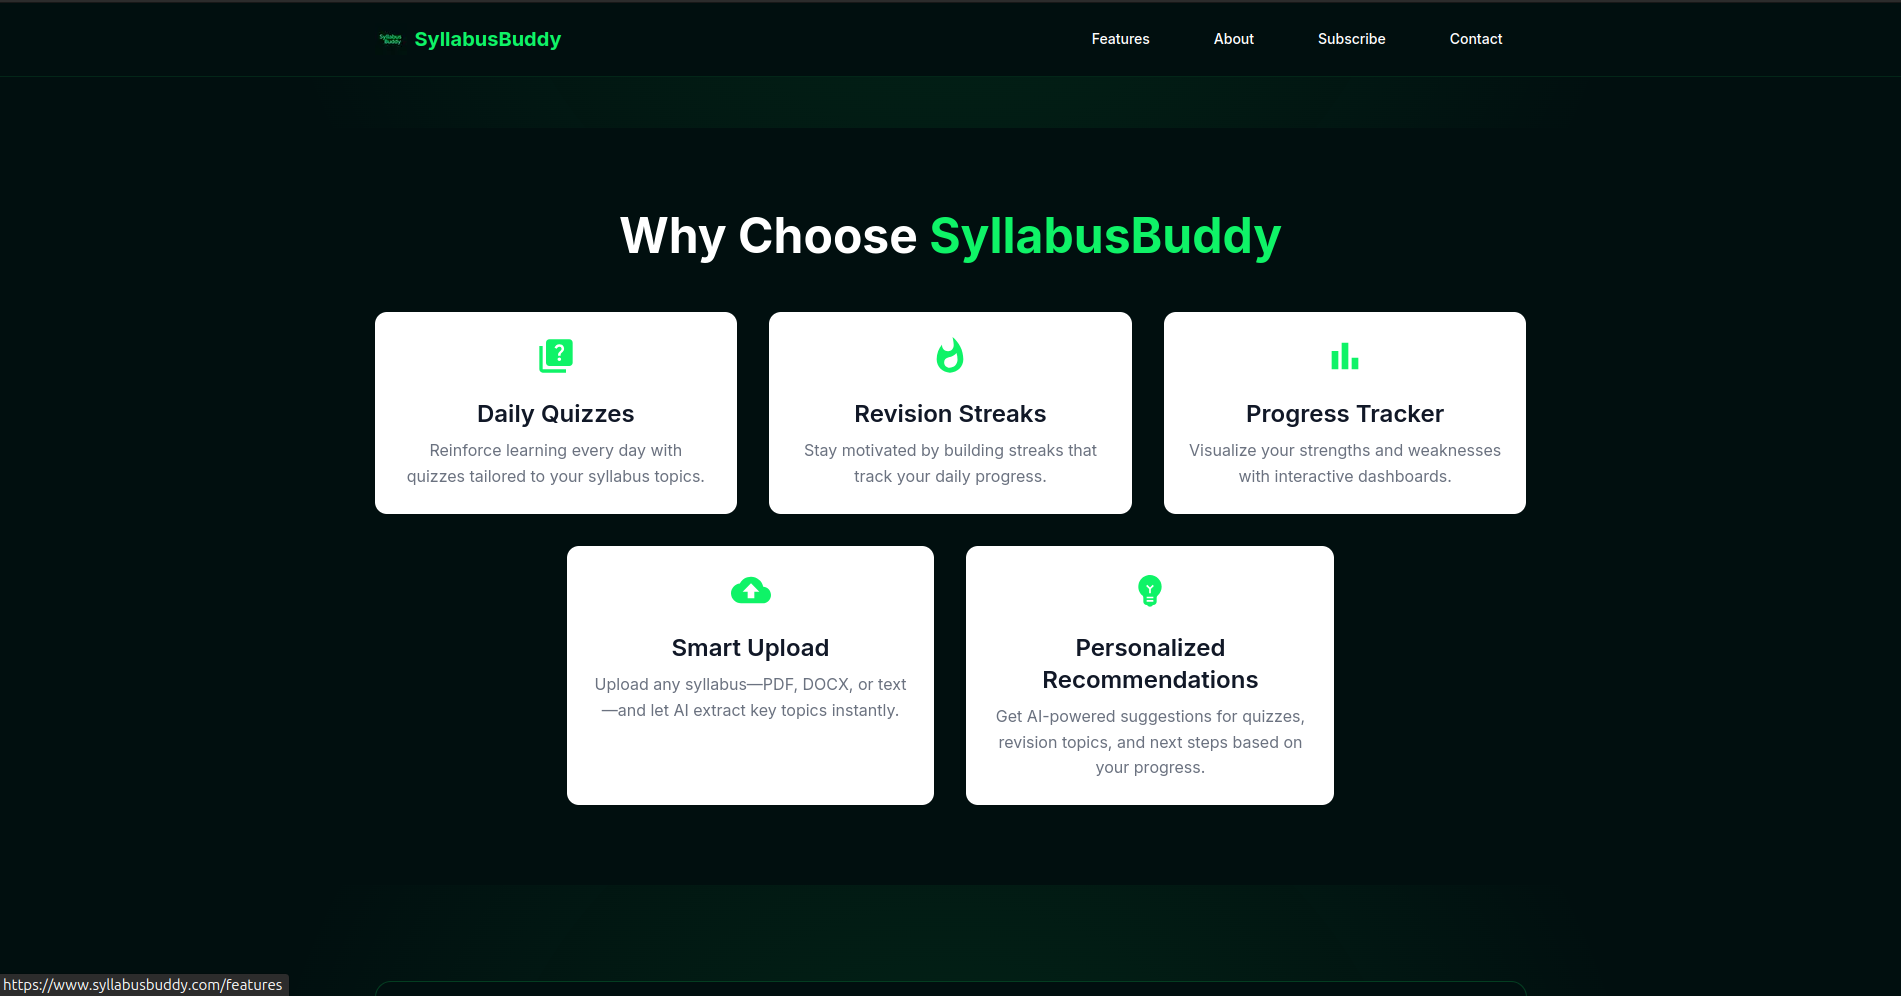 Syllabus
Buddy
SyllabusBuddy
Features
About
Subscribe
Contact
Why Choose SyllabusBuddy
Daily Quizzes
Reinforce learning every day with
quizzes tailored to your syllabus topics.
Revision Streaks
Stay motivated by building streaks that
track your daily progress.
Progress Tracker
Visualize your strengths and weaknesses
with interactive dashboards.
Smart Upload
Upload any syllabus—PDF, DOCX, or text
—and let AI extract key topics instantly.
Personalized
Recommendations
Get AI-powered suggestions for quizzes,
revision topics, and next steps based on
your progress.
https://www.syllabusbuddy.com/features